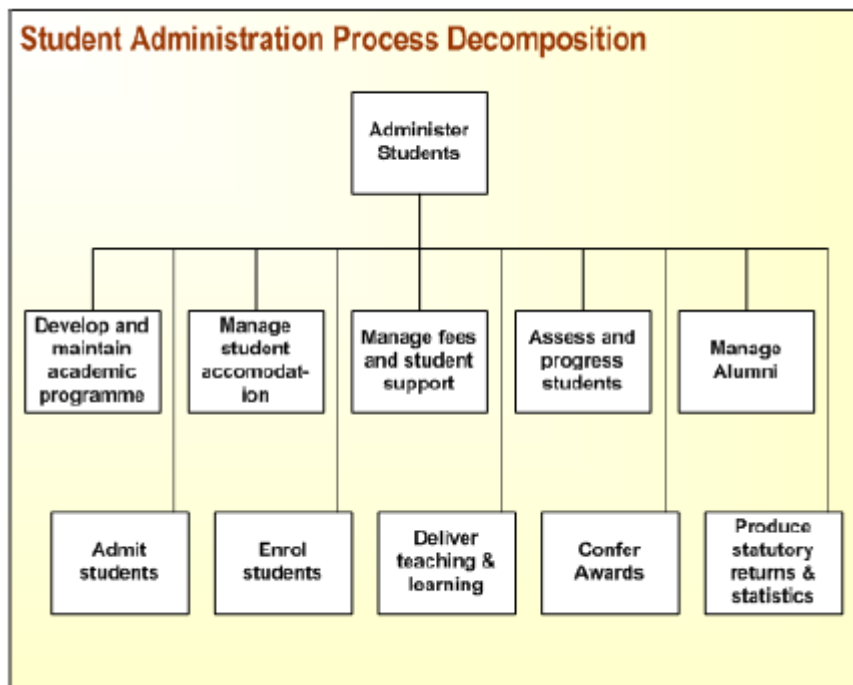 Student Administration Process Decomposition
Administer
Students
Develop and
maintain
academic
programme
Manage
student
accomodat-
ion
Manage fees
and student
support
Assess and
progress
students
Manage
Alumni
Admit
students
Enrol
students
Deliver
teaching &
learning
Confer
Awards
Produce
statutory
returns &
statistics